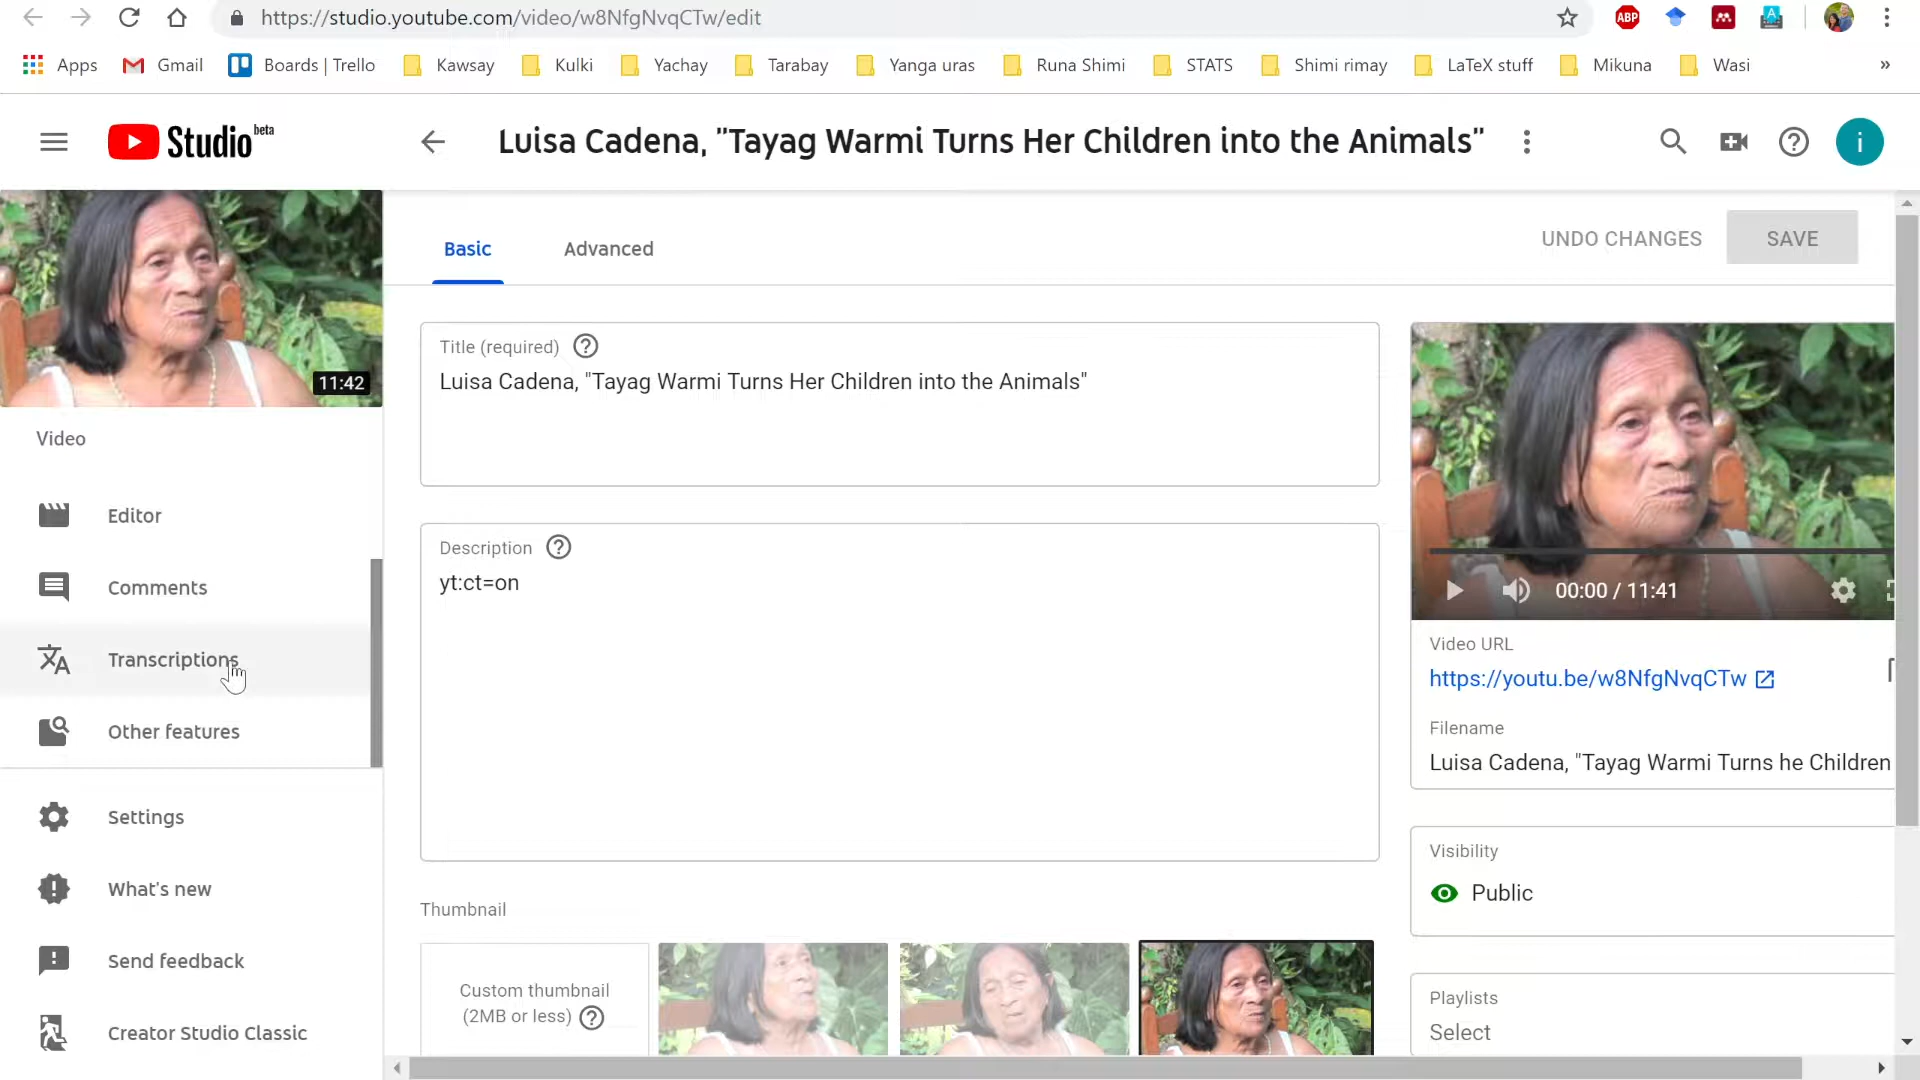 https://studio.youtube.com/video/w8NfgNvqCTw/edit
ABP
Apps
Gmail
Boards | Trello
Kawsay
Kulki
Yachay
Tarabay
Yanga uras
Runa Shimi
STATS
Shimi rimay
LaTeX stuff
Mikuna
Wasi
»
Studio beta
Luisa Cadena, "Tayag Warmi Turns Her Children into the Animals"
i
11:42
Video
Editor
Comments
Transcriptions
Other features
Settings
What's new
Send feedback
Creator Studio Classic
Basic
Advanced
UNDO CHANGES
SAVE
Title (required)
Luisa Cadena, "Tayag Warmi Turns Her Children into the Animals"
Description
yt:ct=on
Thumbnail
Custom thumbnail
(2MB or less)
00:00 / 11:41
Video URL
https://youtu.be/w8NfgNvqCTw
Filename
Luisa Cadena, "Tayag Warmi Turns he Children
Visibility
Public
Playlists
Select